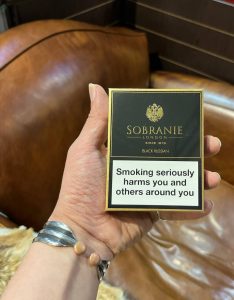 SOBRANIE
LONDON
SINCE 1879
BLACK RUSSIAN
Smoking seriously
harms you and
others around you